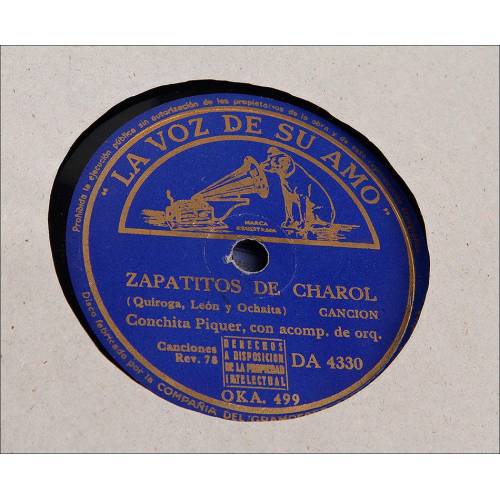 Prohibida la ejecución pública sin autorización de los propietarios de la obra y de
"LA VOZ DE SU AMO"
MARCA
REGISTRADA
ZAPATITOS DE CHAROL
(Quiroga, León y Ochaita) CANCION
Conchita Piquer, con acomp. de orq.
Canciones
Rev. 78
DERECHOS
A DISPOSICION
DE LA PROPIEDAD
INTELECTUAL
DA 4330
OKA. 499
Disco fabricado por la COMPAÑIA DEL